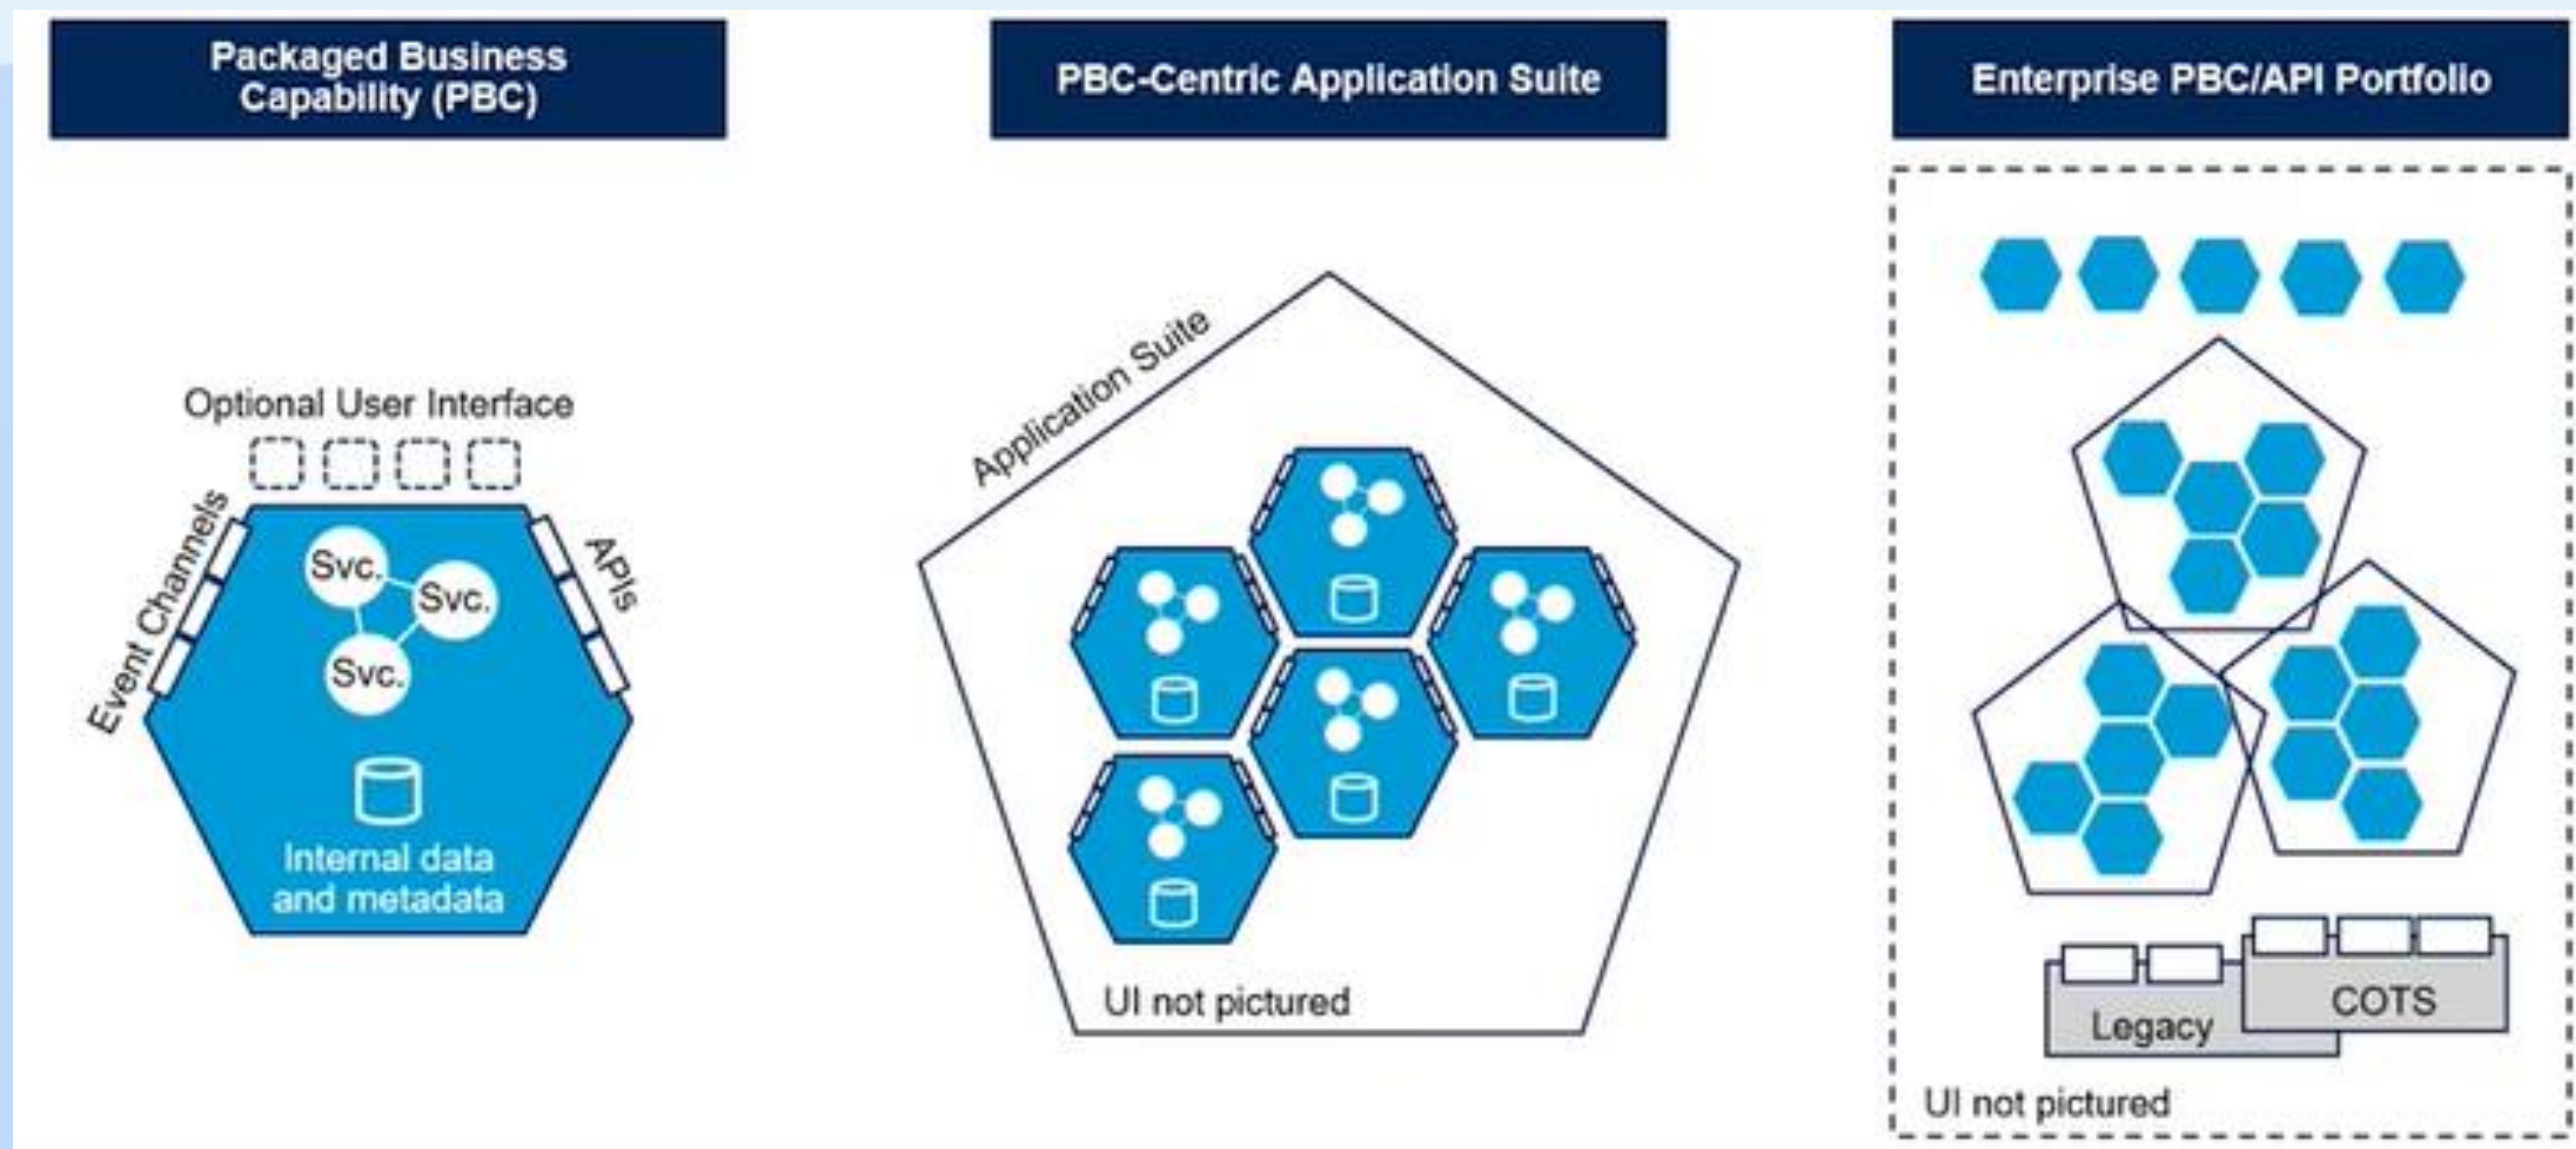 Packaged Business
Capability (PBC)
PBC-Centric Application Suite
Enterprise PBC/API Portfolio
Optional User Interface
Event Channels
APIs
Svc.
Svc.
Svc.
Internal data
and metadata
Application Suite
UI not pictured
Legacy
COTS
UI not pictured